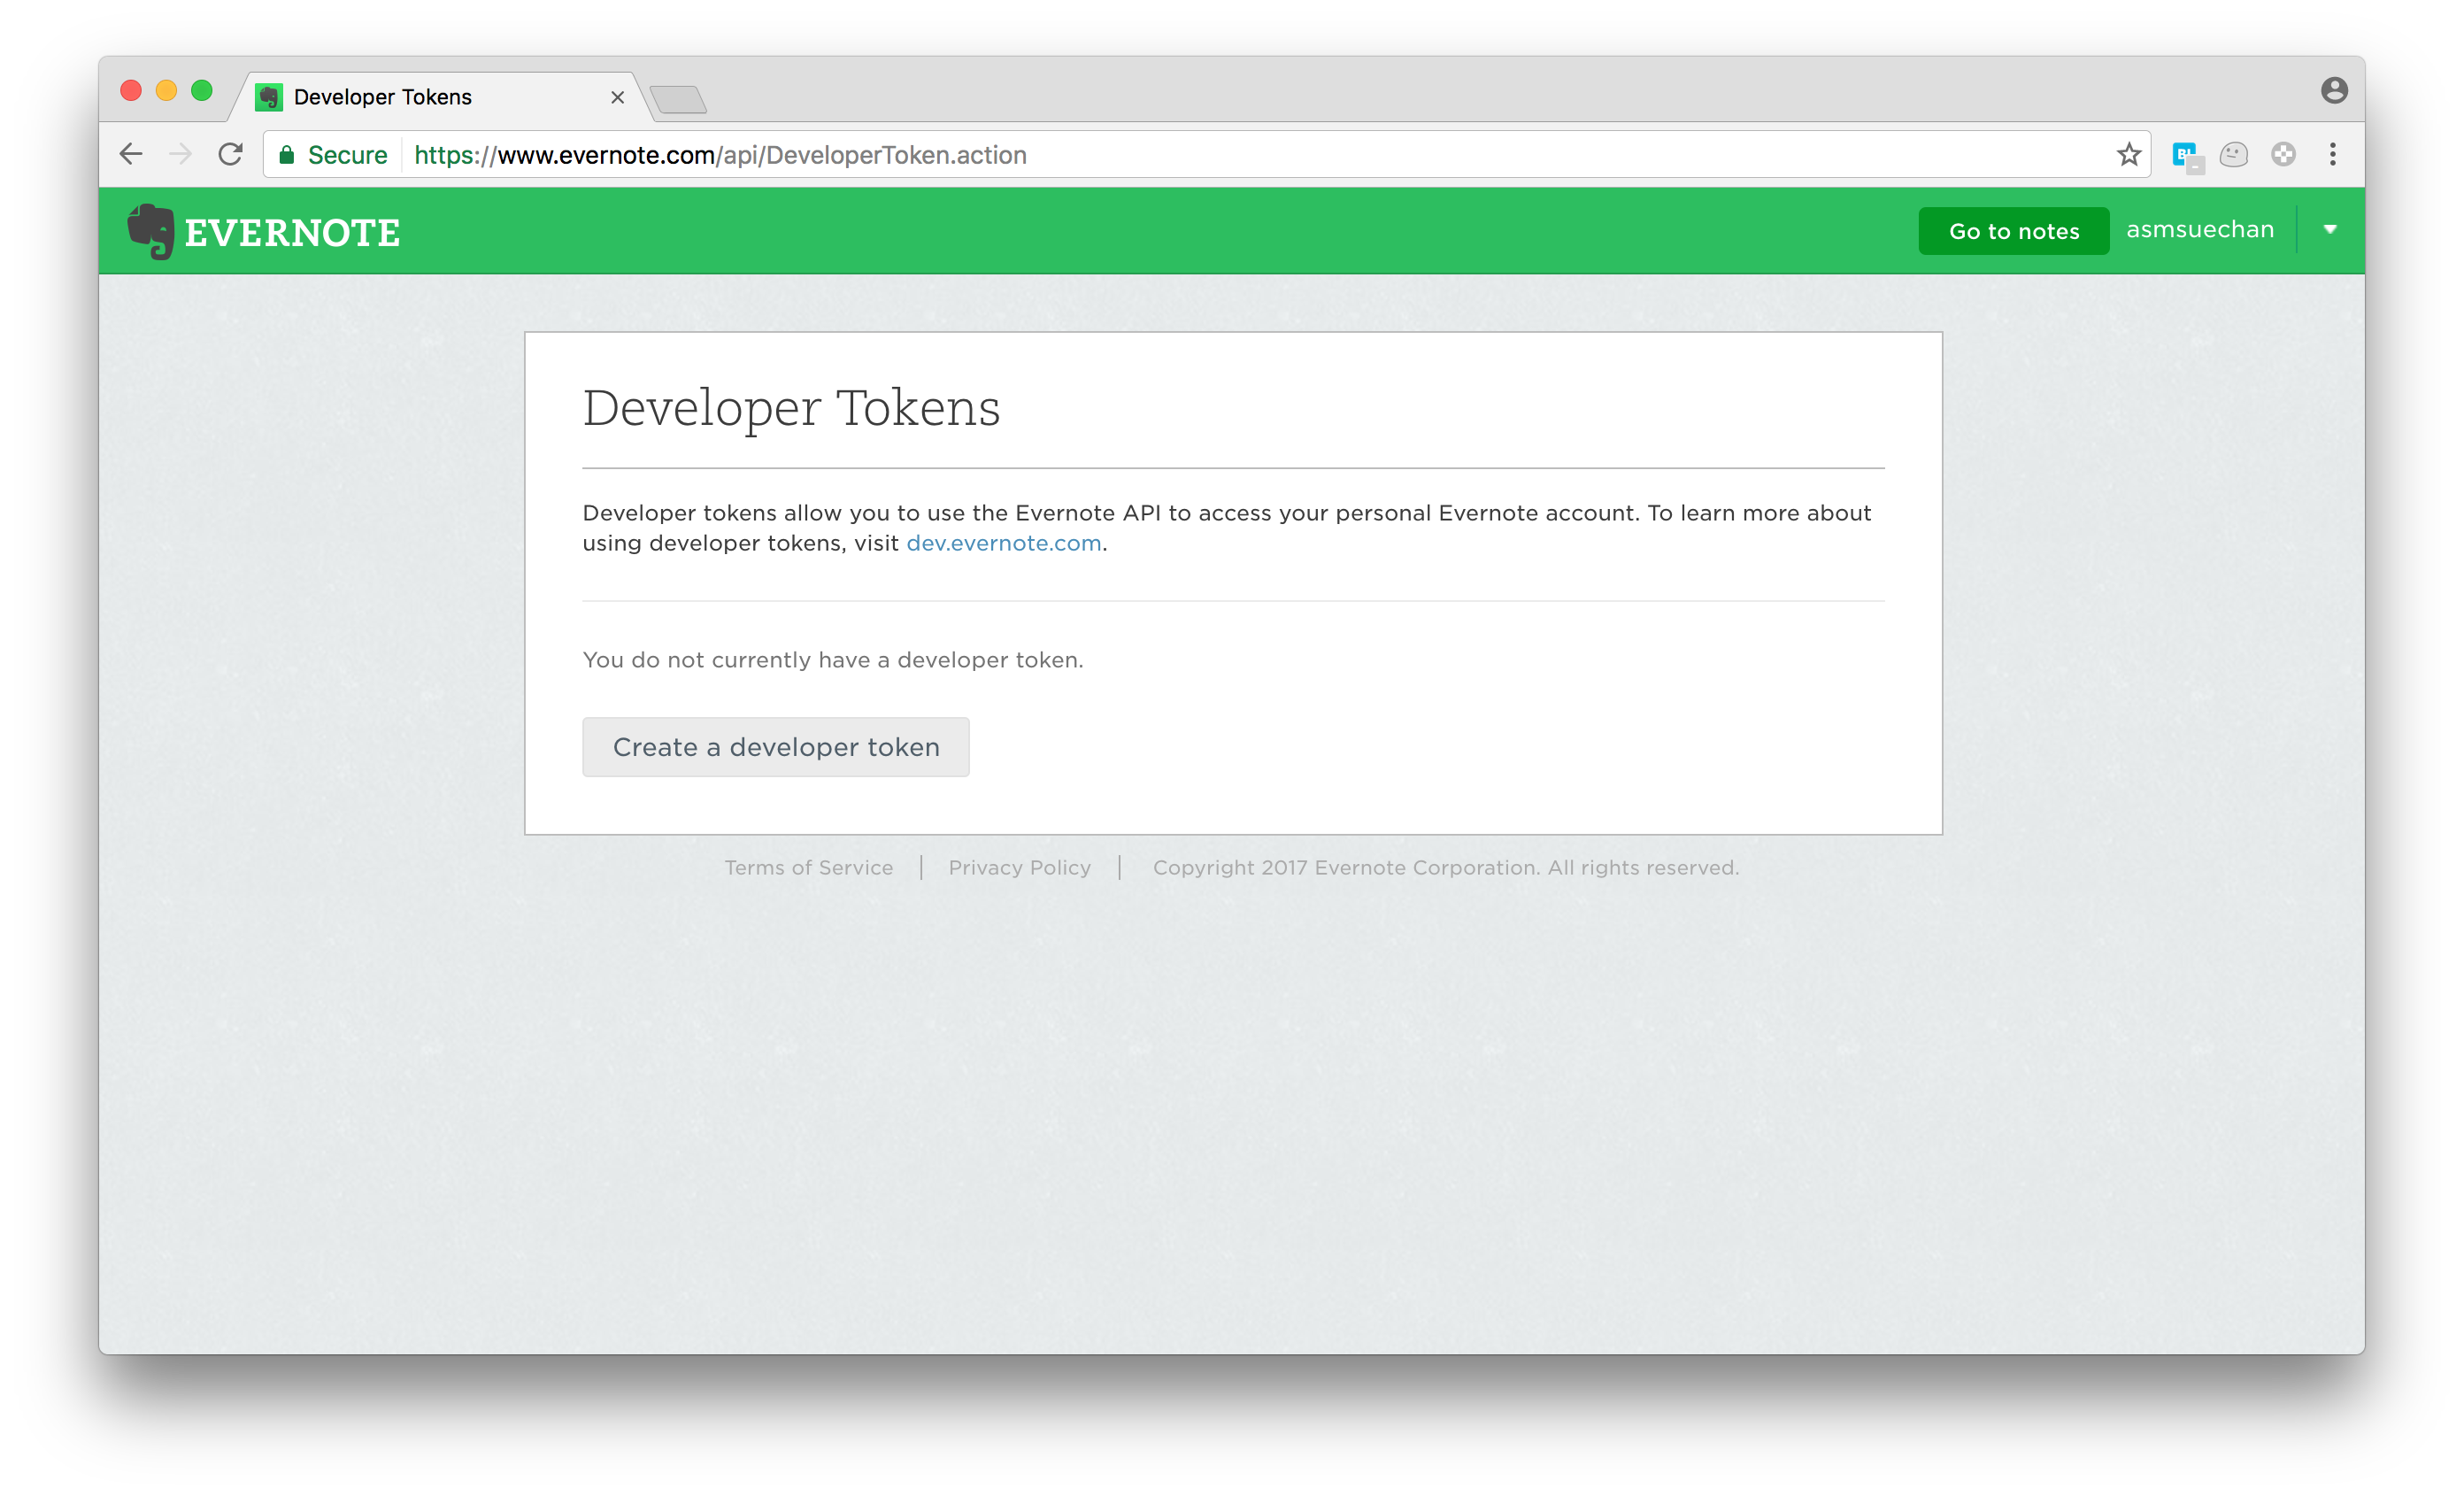 Developer Tokens
Secure https://www.evernote.com/api/DeveloperToken.action
B!
EVERNOTE
Go to notes asmsuechan
Developer Tokens
Developer tokens allow you to use the Evernote API to access your personal Evernote account. To learn more about
using developer tokens, visit dev.evernote.com.
You do not currently have a developer token.
Create a developer token
Terms of Service | Privacy Policy | Copyright 2017 Evernote Corporation. All rights reserved.